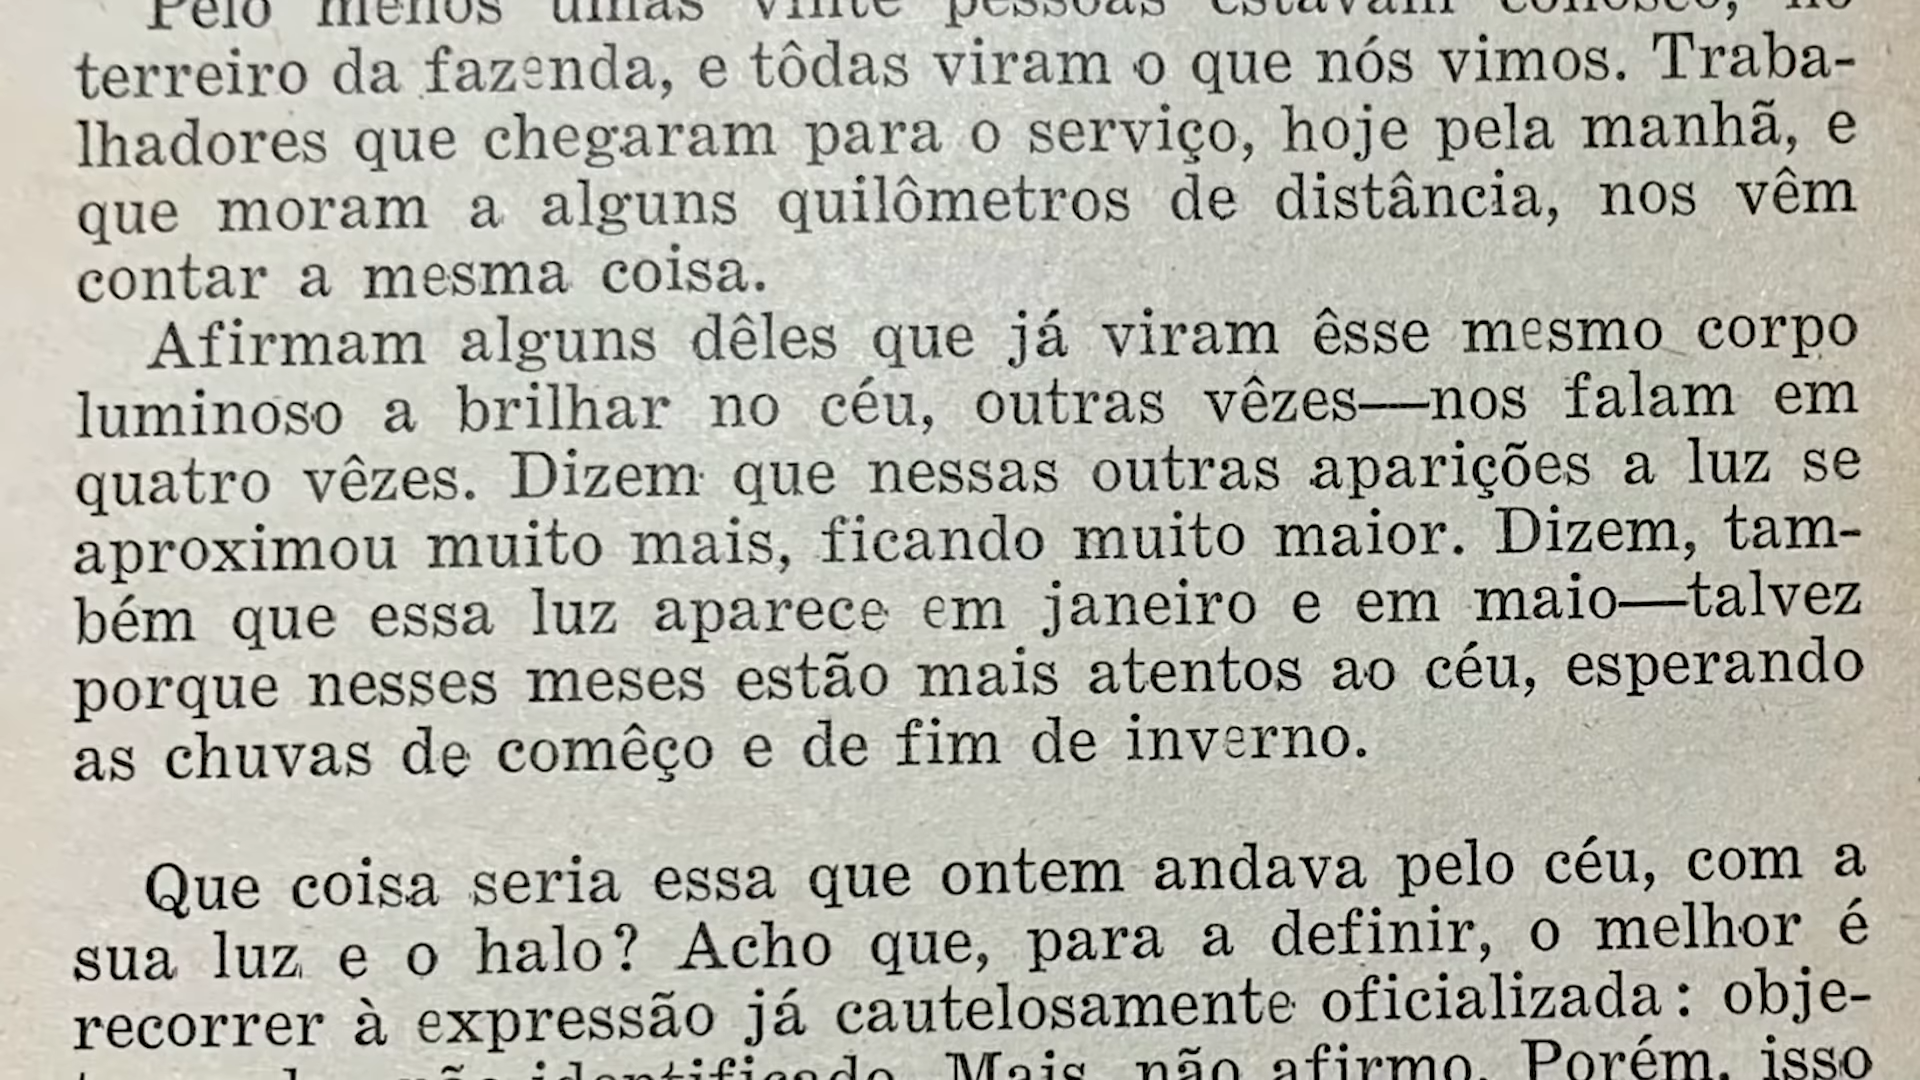 Pelo menos umas vinte pessoas estavam conosco, no
terreiro da fazenda, e tôdas viram o que nós vimos. Traba-
lhadores que chegaram para o serviço, hoje pela manhã, e
que moram a alguns quilômetros de distância, nos vêm
contar a mesma coisa.
Afirmam alguns dêles que já viram êsse mesmo corpo
luminoso a brilhar no céu, outras vêzes—nos falam em
quatro vêzes. Dizem que nessas outras aparições a luz se
aproximou muito mais, ficando muito maior. Dizem, tam-
bém que essa luz aparece em janeiro e em maio—talvez
porque nesses meses estão mais atentos ao céu, esperando
as chuvas de comêço e de fim de inverno.
Que coisa seria essa que ontem andava pelo céu, com a
sua luz e o halo? Acho que, para a definir, o melhor é
recorrer à expressão já cautelosamente oficializada: obje-
não identificado. Mais, não afirmo. Porém, isso